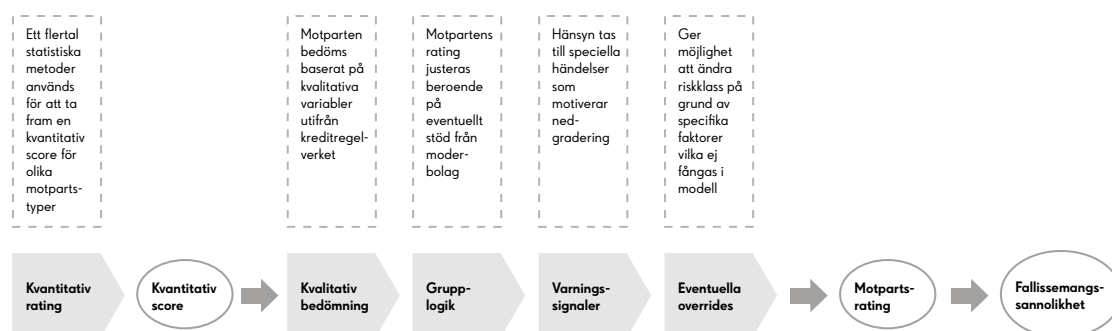 Ett flertal
statistiska
metoder
används
för att ta
fram en
kvantitativ
score för
olika
motparts-
typer
Motparten
bedöms
baserat på
kvalitativa
variabler
utifrån
kreditregel-
verket
Motpartens
rating
justeras
beroende
på
eventuellt
stöd från
moder-
bolag
Hänsyn tas
till speciella
händelser
som
motiverar
ned-
gradering
Ger
möjlighet
att ändra
riskklass på
grund av
specifika
faktorer
vilka ej
fångas i
modell
Kvantitativ
rating
Kvantitativ
score
Kvalitativ
bedömning
Grupp-
logik
Varnings-
signaler
Eventuella
overrides
Motparts-
rating
Fallissemangs-
sannolikhet